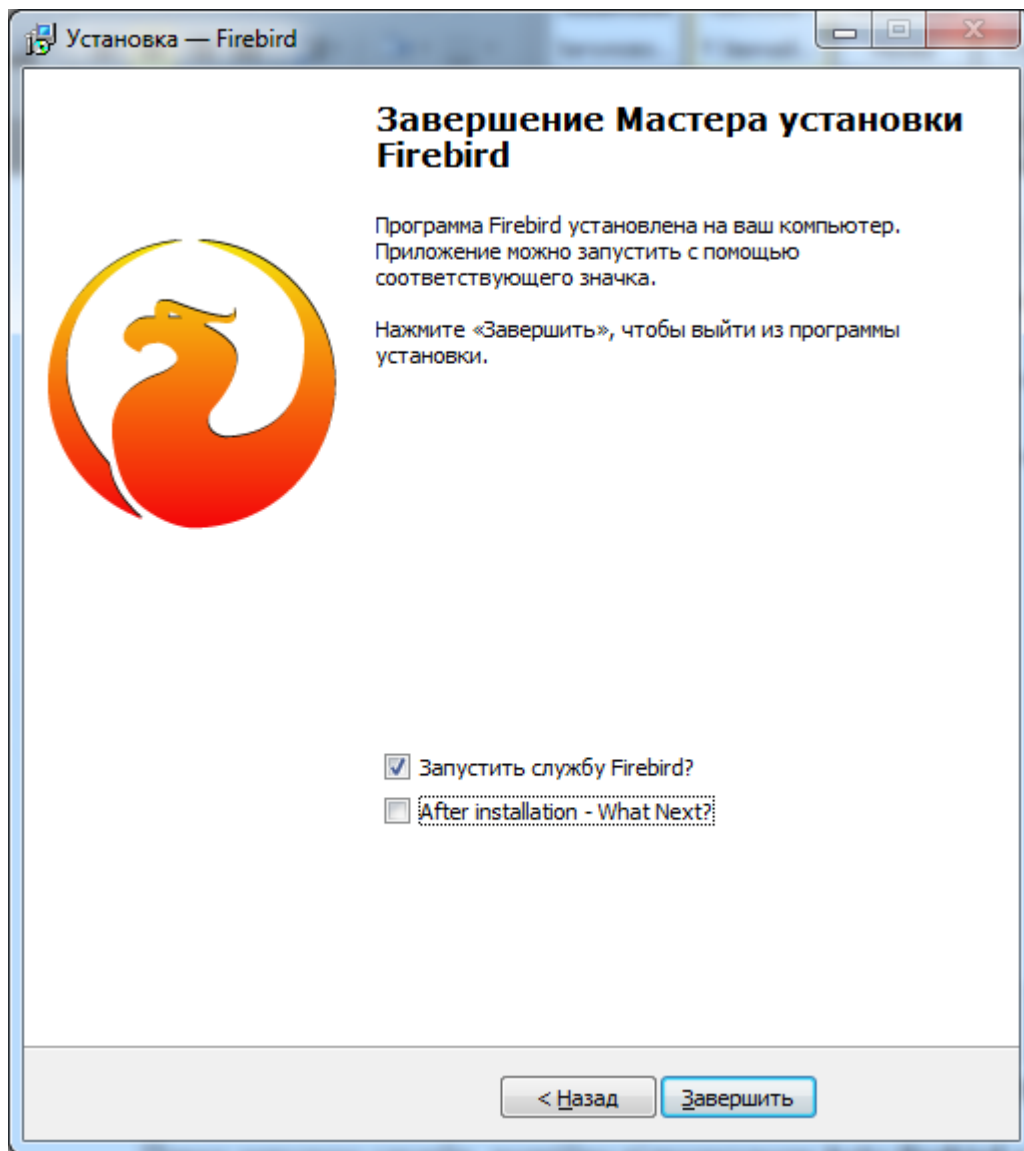 Установка — Firebird
Завершение Мастера установки
Firebird
Программа Firebird установлена на ваш компьютер.
Приложение можно запустить с помощью
соответствующего значка.
Нажмите «Завершить», чтобы выйти из программы
установки.
Запустить службу Firebird?
After installation - What Next?
< Назад
Завершить